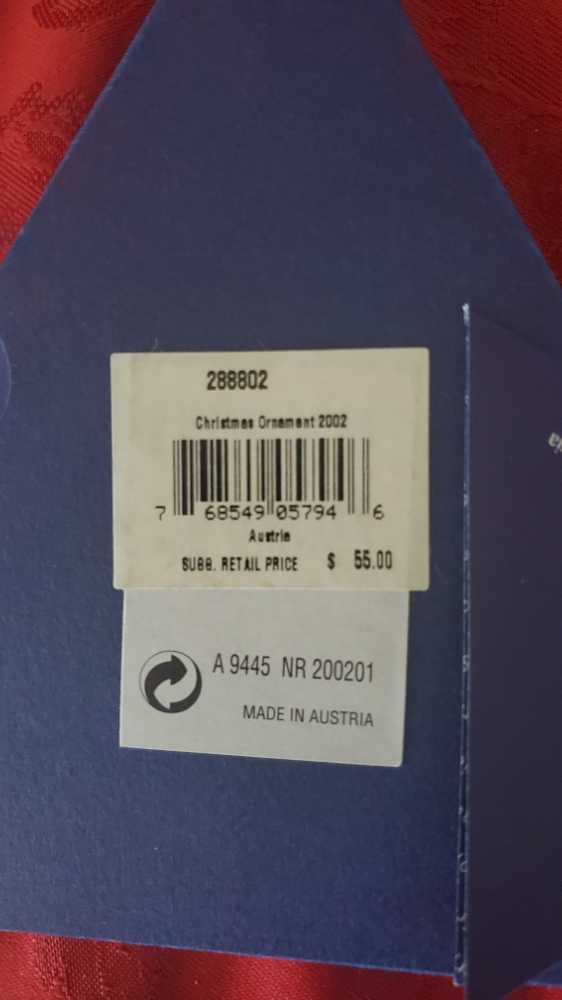 288802
Christmas Ornament 2002
7 68549 05794 6
Austria
SUGG. RETAIL PRICE $ 55.00
A 9445 NR 200201
MADE IN AUSTRIA